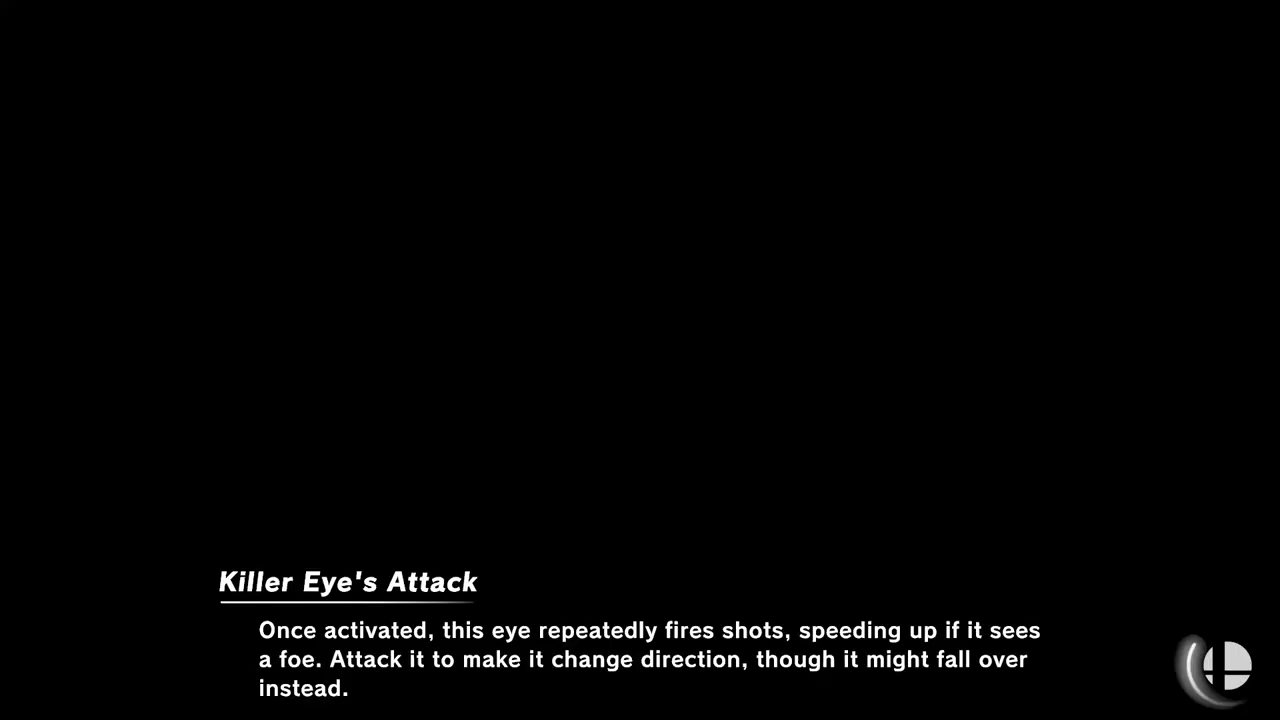 Killer Eye's Attack
Once activated, this eye repeatedly fires shots, speeding up if it sees
a foe. Attack it to make it change direction, though it might fall over
instead.